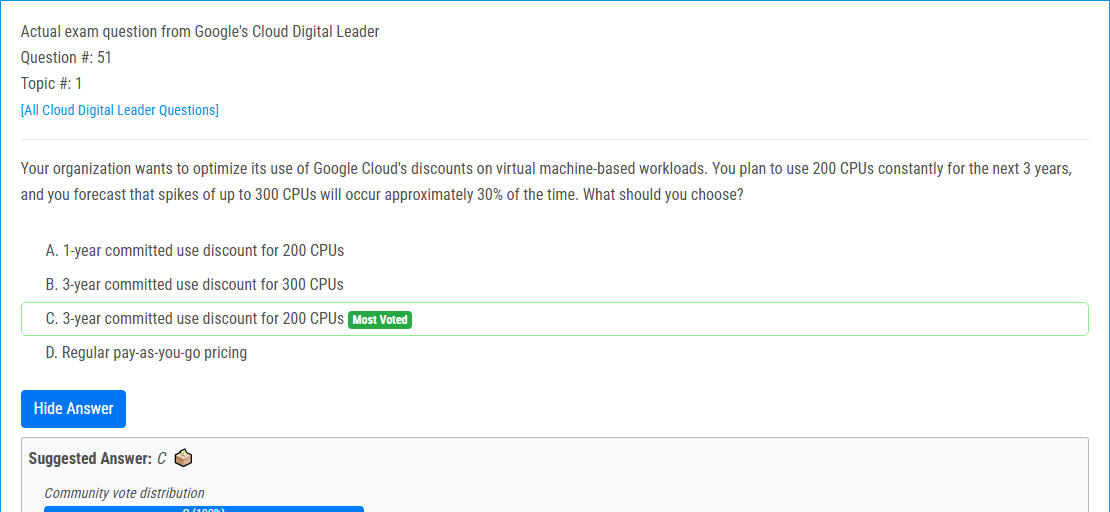 Actual exam question from Google's Cloud Digital Leader
Question #: 51
Topic #: 1
[All Cloud Digital Leader Questions]
Your organization wants to optimize its use of Google Cloud's discounts on virtual machine-based workloads. You plan to use 200 CPUs constantly for the next 3 years,
and you forecast that spikes of up to 300 CPUs will occur approximately 30% of the time. What should you choose?
A. 1-year committed use discount for 200 CPUs
B. 3-year committed use discount for 300 CPUs
C. 3-year committed use discount for 200 CPUs Most Voted
D. Regular pay-as-you-go pricing
Hide Answer
Suggested Answer: C
Community vote distribution